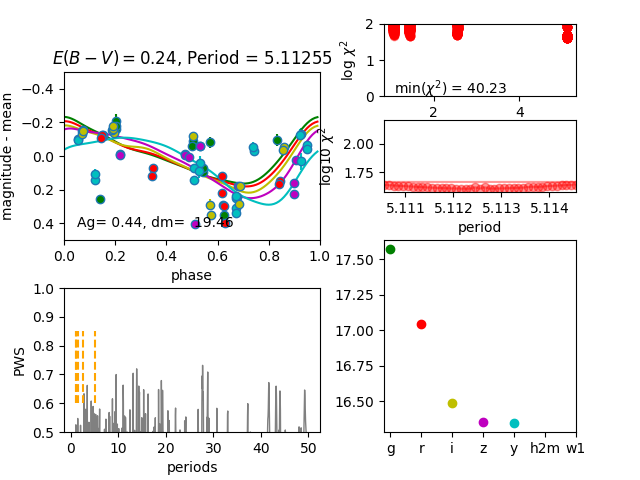 E(B − V) = 0.24, Period = 5.11255
magnitude - mean
−0.4
−0.2
0.0
0.2
0.4
Ag= 0.44, dm= 19.46
0.0 0.2 0.4 0.6 0.8 1.0
phase
log χ²
2
1
0
min(χ²) = 40.23
2 4
log10 χ²
2.00
1.75
5.111 5.112 5.113 5.114
period
PWS
1.0
0.9
0.8
0.7
0.6
0.5
0 10 20 30 40 50
periods
17.50
17.25
17.00
16.75
16.50
g r i z y h2m w1